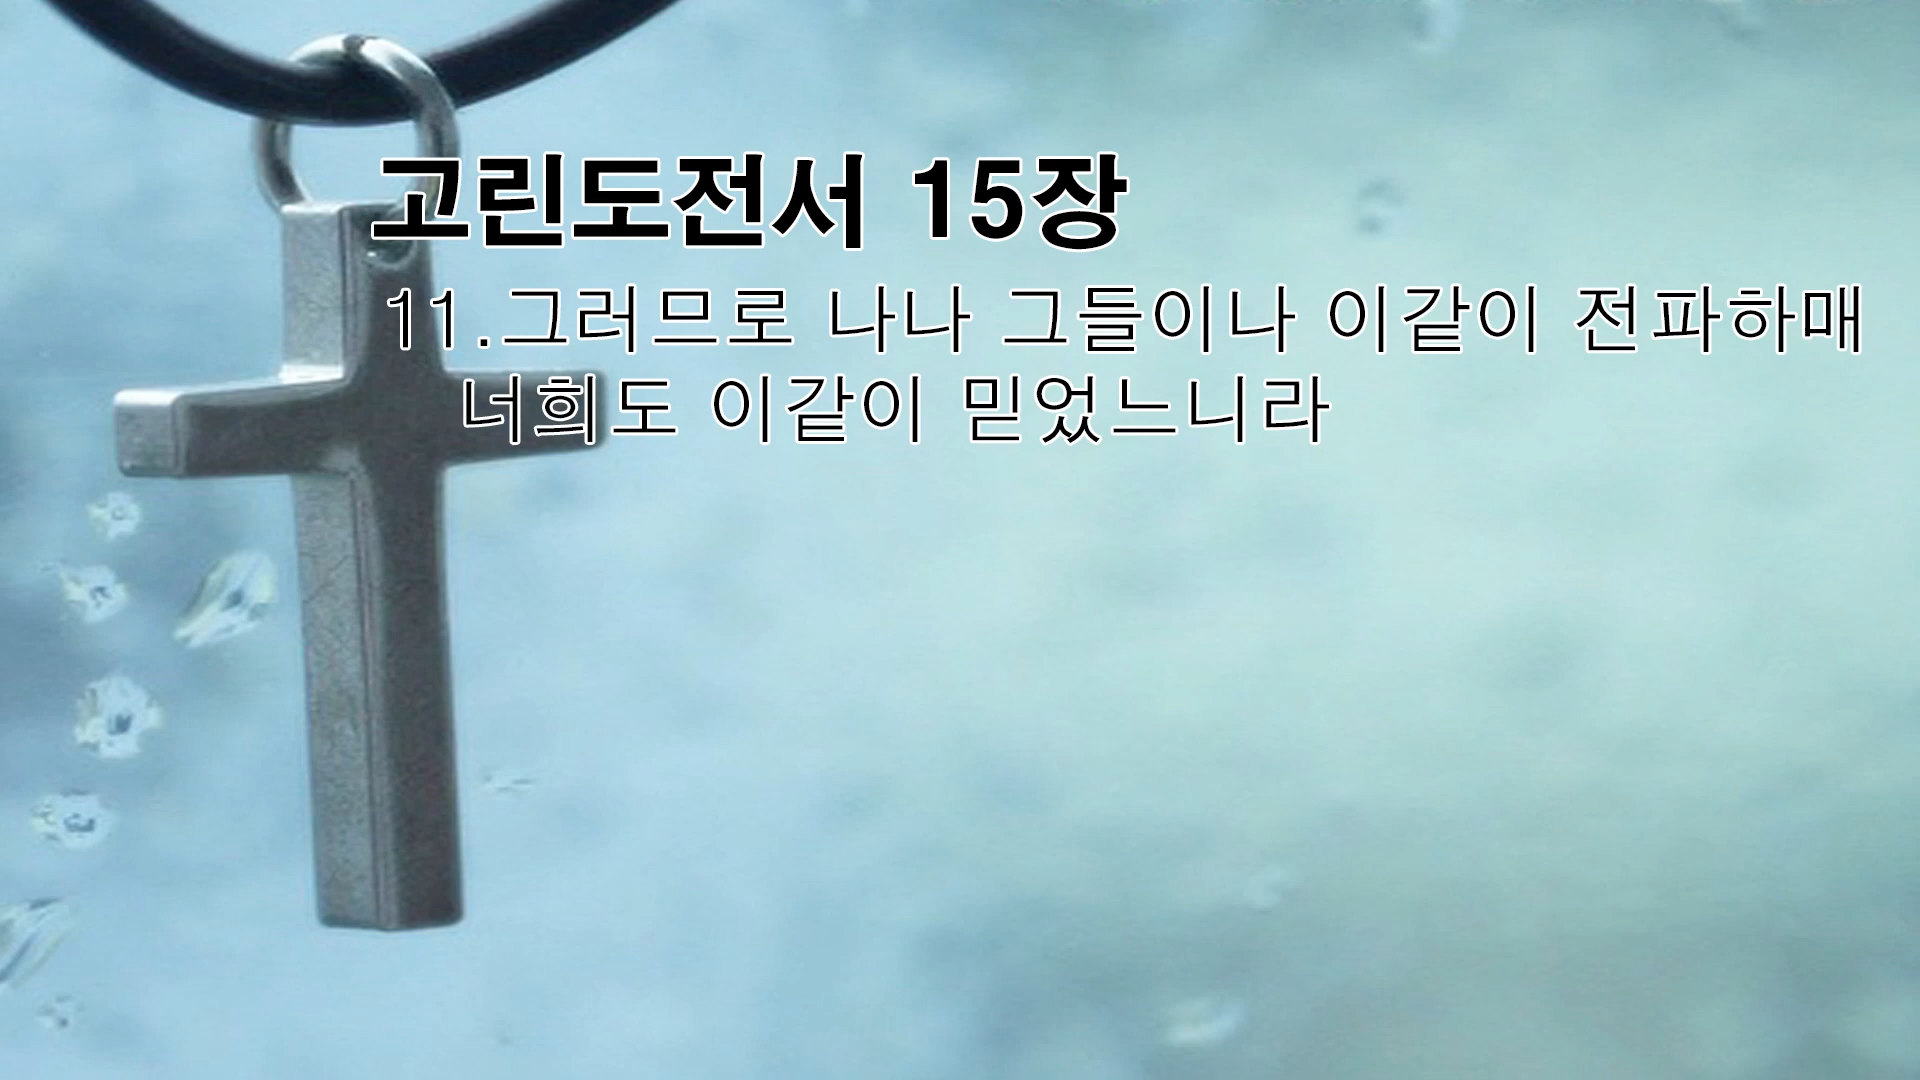 고린도전서 15장
11.그러므로 나나 그들이나 이같이 전파하매
너희도 이같이 믿었느니라